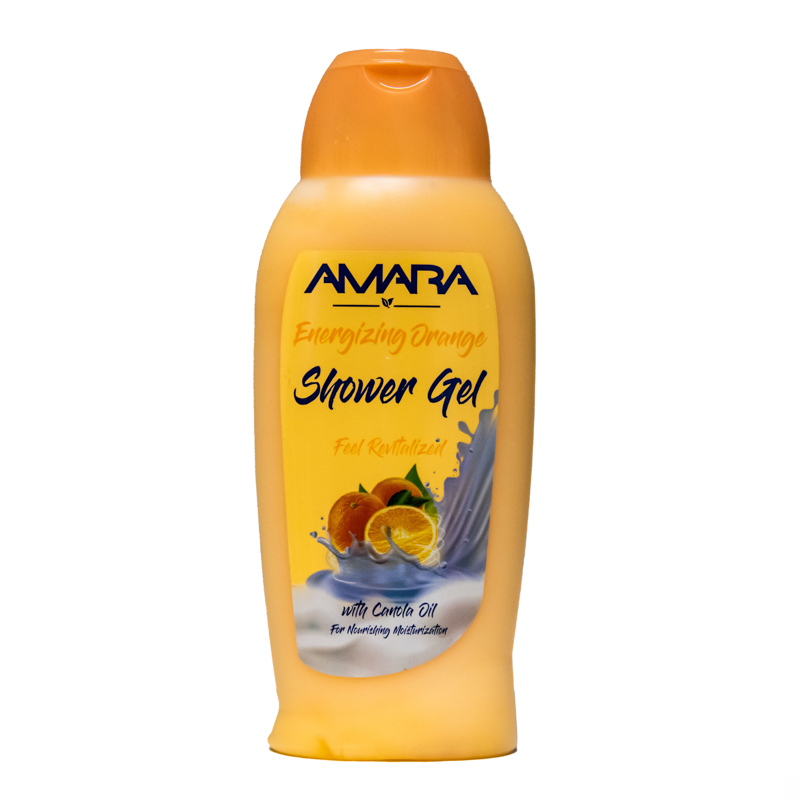 AMARA
Energizing Orange
Shower Gel
Feel Revitalized
with Canola Oil
For Nourishing Moisturization